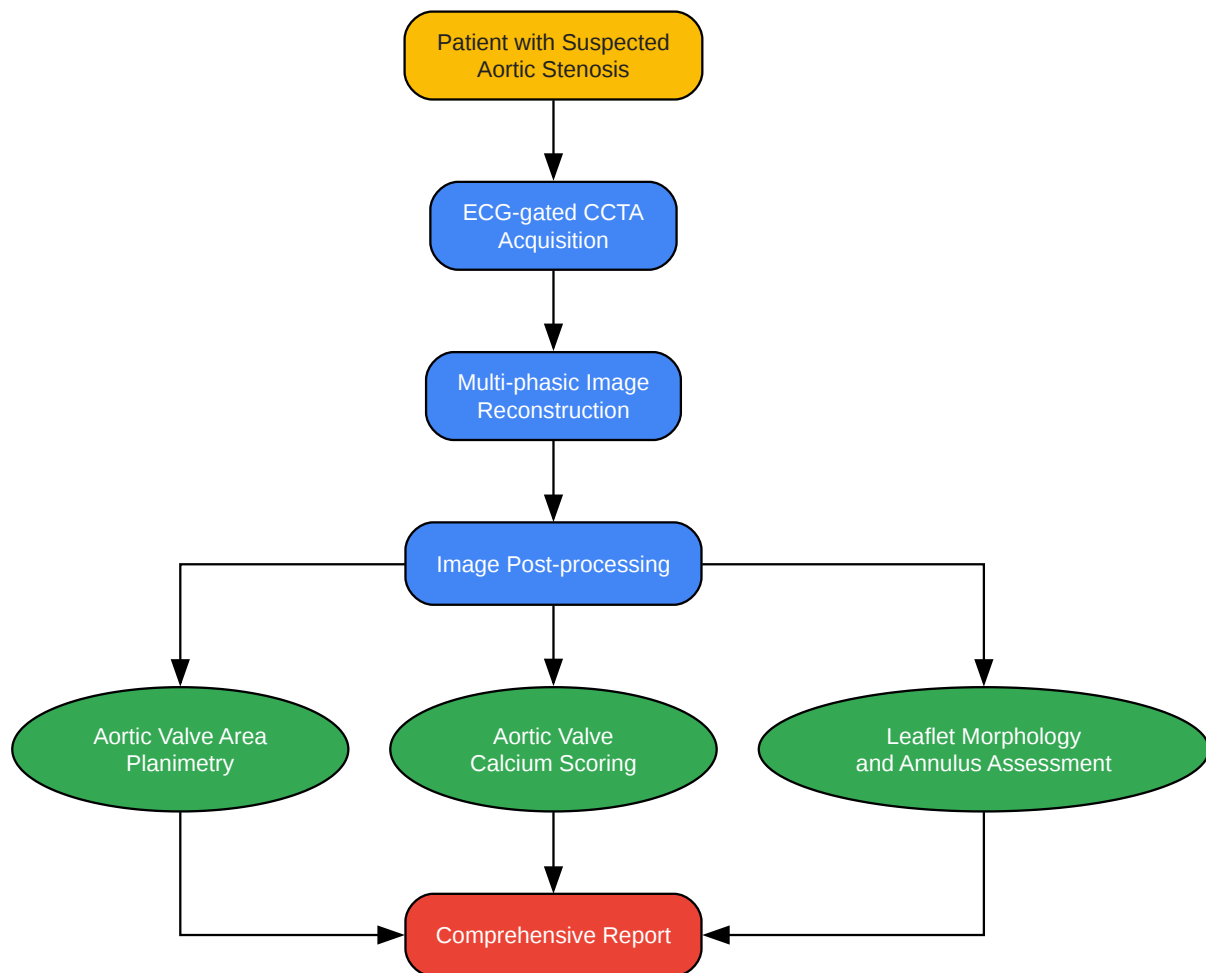 Patient with Suspected
Aortic Stenosis
ECG-gated CCTA
Acquisition
Multi-phasic Image
Reconstruction
Image Post-processing
Aortic Valve Area
Planimetry
Aortic Valve
Calcium Scoring
Leaflet Morphology
and Annulus Assessment
Comprehensive Report